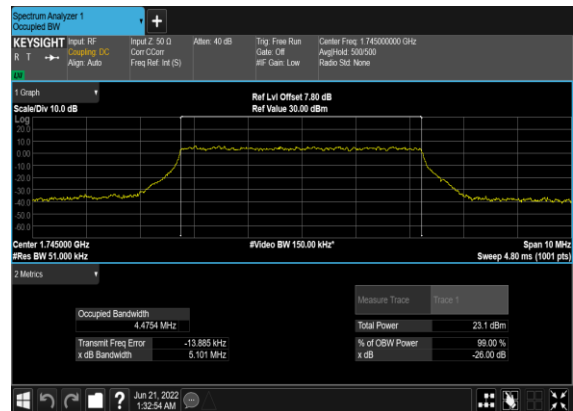 Spectrum Analyzer 1
Occupied BW
KEYSIGHT
R T
LW
Input: RF
Coupling: DC
Align: Auto
Input Z: 50 Ω
Corr CCorr
Freq Ref: Int (S)
Atten: 40 dB
Trig: Free Run
Gate: Off
#IF Gain: Low
Center Freq: 1.745000000 GHz
Avg|Hold: 500/500
Radio Std: None
1 Graph
Scale/Div 10.0 dB
Ref Lvl Offset 7.80 dB
Ref Value 30.00 dBm
Log
20.0
10.0
0.00
-10.0
-20.0
-30.0
-40.0
-50.0
-60.0
Center 1.745000 GHz
#Res BW 51.000 kHz
#Video BW 150.00 kHz*
Span 10 MHz
Sweep 4.80 ms (1001 pts)
2 Metrics
Measure Trace Trace 1
Occupied Bandwidth
4.4754 MHz
Total Power 23.1 dBm
Transmit Freq Error -13.885 kHz
% of OBW Power 99.00 %
x dB Bandwidth 5.101 MHz
x dB -26.00 dB
?
Jun 21, 2022
1:32:54 AM